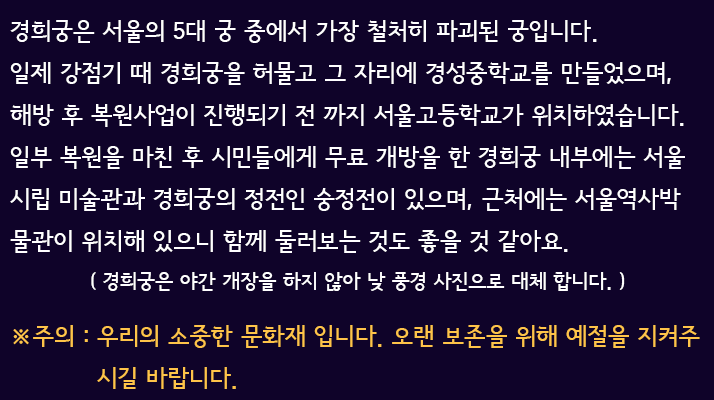 경희궁은 서울의 5대 궁 중에서 가장 철처히 파괴된 궁입니다.
일제 강점기 때 경희궁을 허물고 그 자리에 경성중학교를 만들었으며,
해방 후 복원사업이 진행되기 전 까지 서울고등학교가 위치하였습니다.
일부 복원을 마친 후 시민들에게 무료 개방을 한 경희궁 내부에는 서울
시립 미술관과 경희궁의 정전인 숭정전이 있으며, 근처에는 서울역사박
물관이 위치해 있으니 함께 둘러보는 것도 좋을 것 같아요.
( 경희궁은 야간 개장을 하지 않아 낮 풍경 사진으로 대체 합니다. )
※주의 : 우리의 소중한 문화재 입니다. 오랜 보존을 위해 예절을 지켜주
시길 바랍니다.